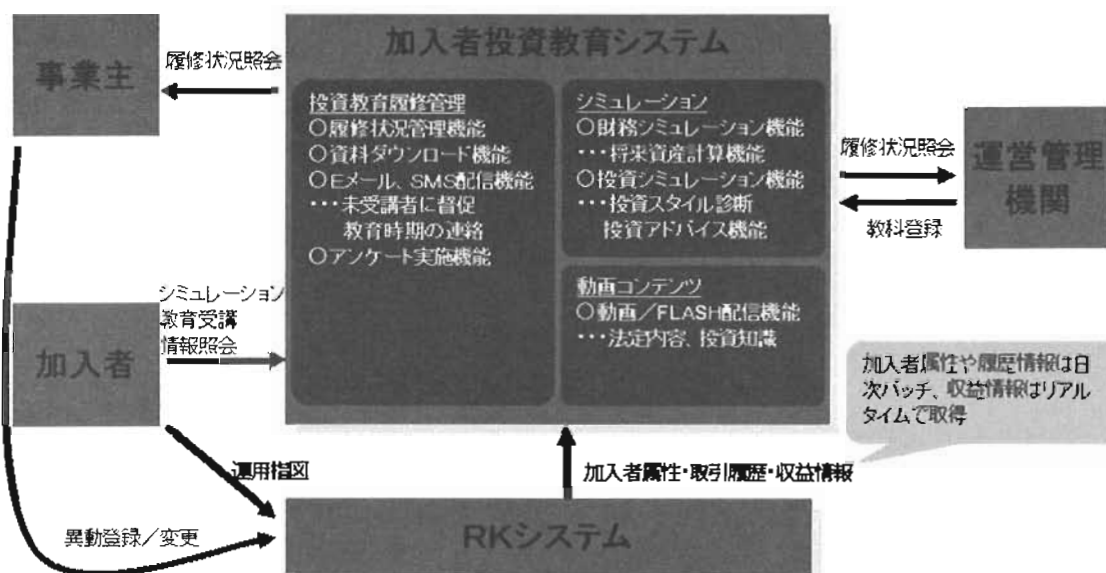 加入者投資教育システム
事業主
履修状況照会
投資教育履修管理
○履修状況管理機能
○資料ダウンロード機能
○Eメール、SMS配信機能
・・・未受講者に督促
教育時期の連絡
○アンケート実施機能
シミュレーション
○財務シミュレーション機能
・・・将来資産計算機能
○投資シミュレーション機能
・・・投資スタイル診断
投資アドバイス機能
動画コンテンツ
○動画／FLASH配信機能
・・・法定内容、投資知識
履修状況照会
教科登録
運営管理
機関
シミュレーション
教育受講
情報照会
加入者
加入者属性や履歴情報は日
次バッチ、収益情報はリアル
タイムで取得
運用指図
加入者属性・取引履歴・収益情報
異動登録／変更
RKシステム